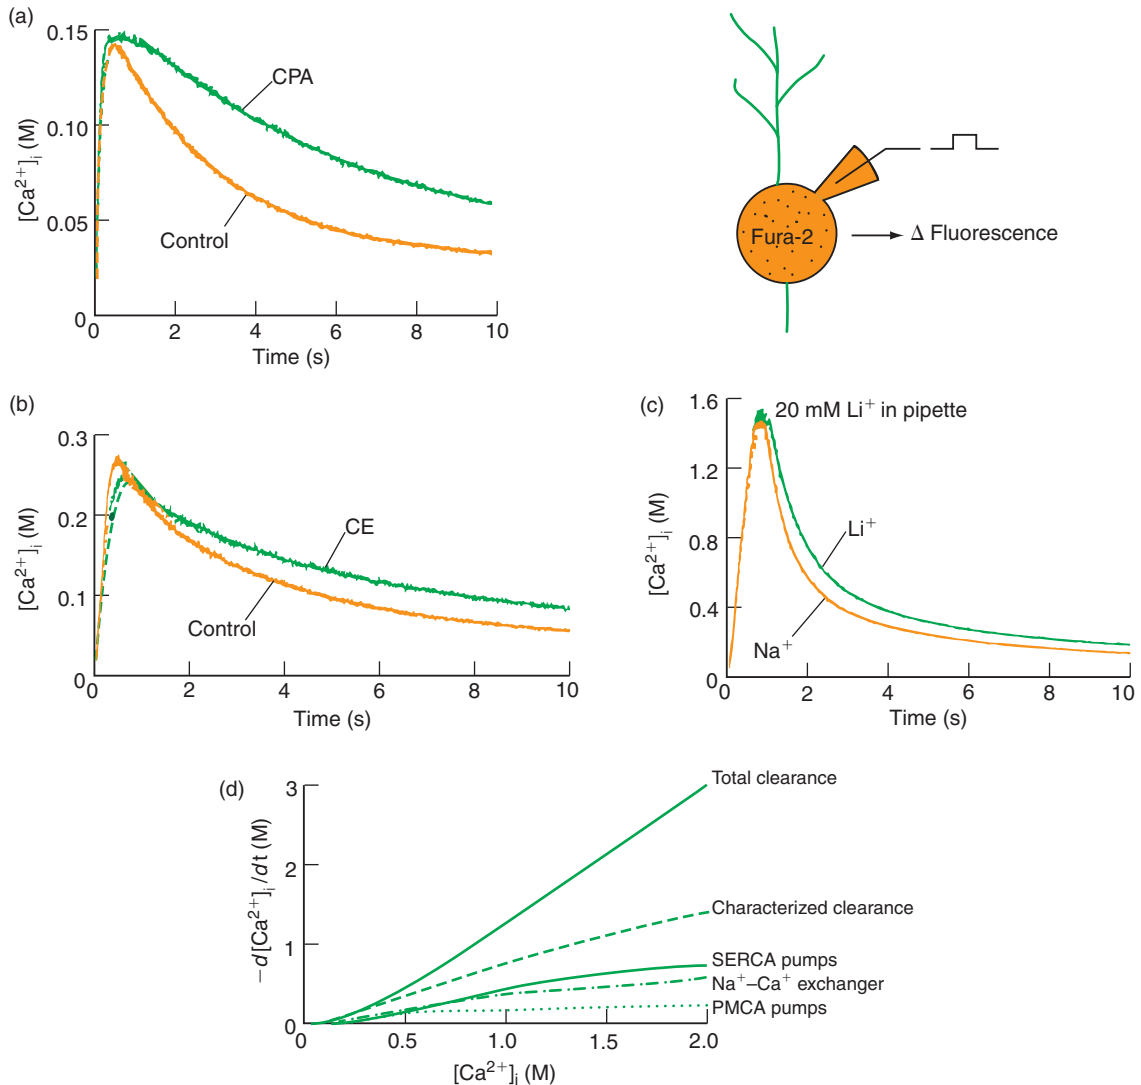 (a)
0.15
0.10
0.05
0
[Ca²⁺]ᵢ (M)
CPA
Control
0 2 4 6 8 10
Time (s)
Fura-2
Δ Fluorescence
(b)
0.3
0.2
0.1
0
[Ca²⁺]ᵢ (M)
CE
Control
0 2 4 6 8 10
Time (s)
(c)
1.6
1.2
0.8
0.4
0
[Ca²⁺]ᵢ (M)
20 mM Li⁺ in pipette
Li⁺
Na⁺
0 2 4 6 8 10
Time (s)
(d)
3
2
1
0
−d[Ca²⁺]ᵢ/dt (M)
Total clearance
Characterized clearance
SERCA pumps
Na⁺–Ca⁺ exchanger
PMCA pumps
0 0.5 1.0 1.5 2.0
[Ca²⁺]ᵢ (M)